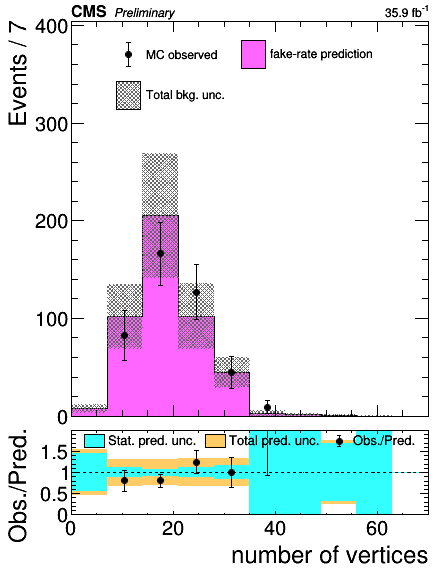 CMS Preliminary 35.9 fb⁻¹
Events / 7
MC observed
fake-rate prediction
Total bkg. unc.
400
300
200
100
0
Obs./Pred.
Stat. pred. unc.
Total pred. unc.
Obs./Pred.
1.5
1
0.5
0
0 20 40 60
number of vertices